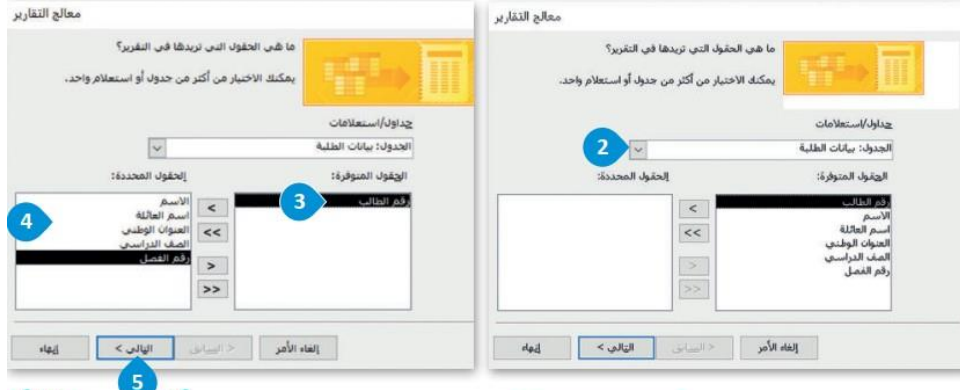 معالج التقارير
ما هي الحقول التي تريدها في التقرير؟
يمكنك الاختيار من أكثر من جدول أو استعلام واحد.
جداول/استعلامات
الجدول: بيانات الطلبة
2
الحقول المتوفرة:
الحقول المحددة:
رقم الطالب
الاسم
اسم العائلة
العنوان الوطني
الصف الدراسي
رقم الفصل
>
>>
<
<<
إلغاء الأمر
< السابق
التالي >
إنهاء
معالج التقارير
ما هي الحقول التي تريدها في التقرير؟
يمكنك الاختيار من أكثر من جدول أو استعلام واحد.
جداول/استعلامات
الجدول: بيانات الطلبة
الحقول المتوفرة:
الحقول المحددة:
رقم الطالب
3
الاسم
اسم العائلة
العنوان الوطني
الصف الدراسي
رقم الفصل
4
>
>>
<
<<
إلغاء الأمر
< السابق
التالي >
إنهاء
5